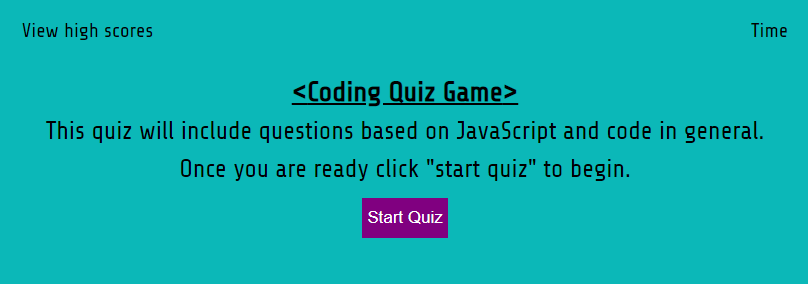 View high scores
Time
<Coding Quiz Game>
This quiz will include questions based on JavaScript and code in general.
Once you are ready click "start quiz" to begin.
Start Quiz